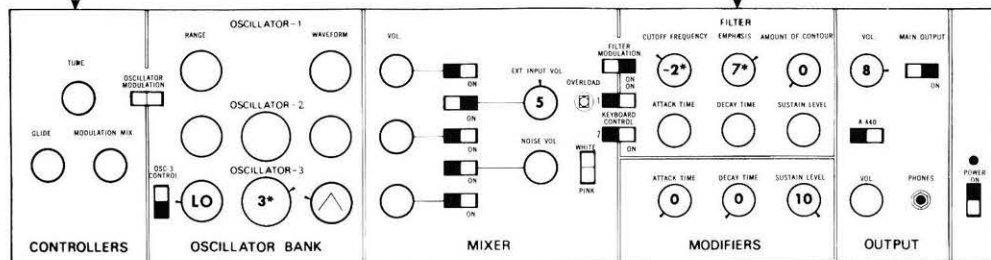 TUNE
OSCILLATOR
MODULATION
GLIDE
MODULATION MIX
CONTROLLERS
OSCILLATOR-1
RANGE
WAVEFORM
OSCILLATOR-2
OSCILLATOR-3
OSC-3
CONTROL
LO
3*
OSCILLATOR BANK
VOL.
ON
ON
ON
ON
ON
EXT INPUT VOL
5
OVERLOAD
NOISE VOL
WHITE
PINK
MIXER
FILTER
MODULATION
ON
ON
1
KEYBOARD
CONTROL
2
ON
FILTER
CUTOFF FREQUENCY
EMPHASIS
AMOUNT OF CONTOUR
-2*
7*
0
ATTACK TIME
DECAY TIME
SUSTAIN LEVEL
ATTACK TIME
DECAY TIME
SUSTAIN LEVEL
0
0
10
MODIFIERS
VOL.
MAIN OUTPUT
8
ON
A 440
VOL.
PHONES
OUTPUT
POWER
ON